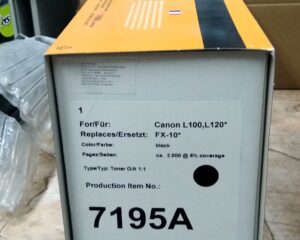 1
For/Für: Canon L100,L120*
Replaces/Ersetzt: FX-10*
Color/Farbe: black
Pages/Seiten: ca. 2.000 @ 5% coverage
Type/Typ: Toner O/A 1:1
Production Item No.:
7195A